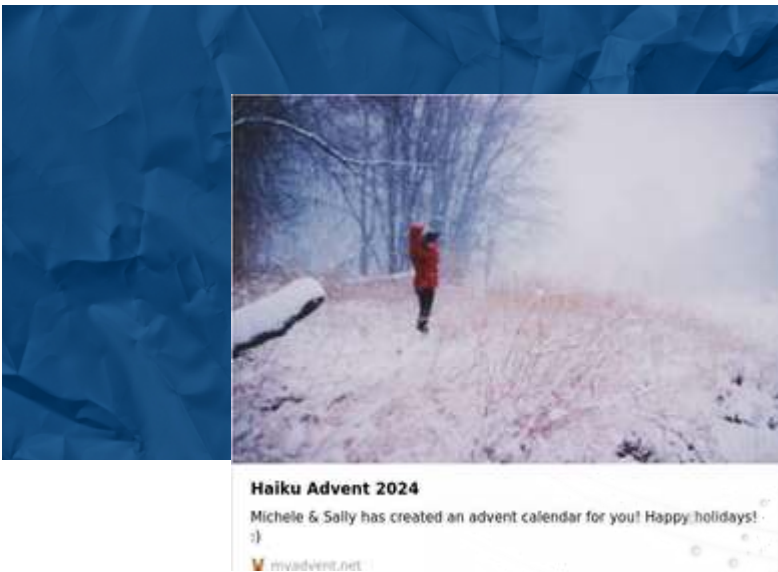 Haiku Advent 2024
Michele & Sally has created an advent calendar for you! Happy holidays!
:)
myadvent.net